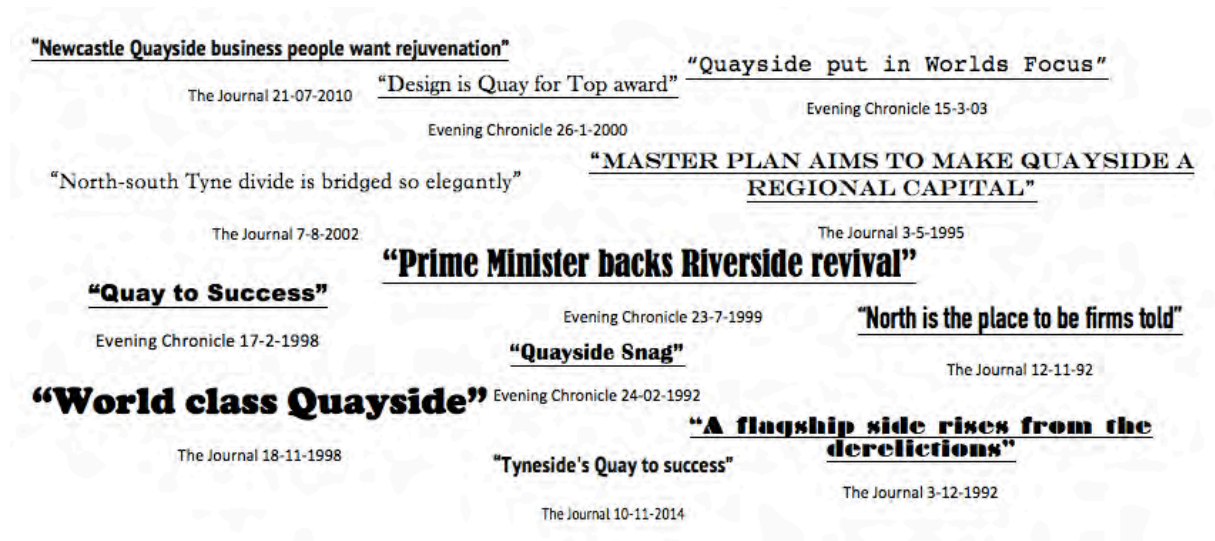 “Newcastle Quayside business people want rejuvenation”
The Journal 21-07-2010
“Design is Quay for Top award”
Evening Chronicle 26-1-2000
“Quayside put in Worlds Focus”
Evening Chronicle 15-3-03
“North-south Tyne divide is bridged so elegantly”
The Journal 7-8-2002
“MASTER PLAN AIMS TO MAKE QUAYSIDE A
REGIONAL CAPITAL”
The Journal 3-5-1995
“Prime Minister backs Riverside revival”
Evening Chronicle 23-7-1999
“Quay to Success”
Evening Chronicle 17-2-1998
“North is the place to be firms told”
The Journal 12-11-92
“Quayside Snag”
Evening Chronicle 24-02-1992
“World class Quayside”
The Journal 18-11-1998
“A flagship side rises from the
derelictions”
The Journal 3-12-1992
“Tyneside's Quay to success”
The Journal 10-11-2014